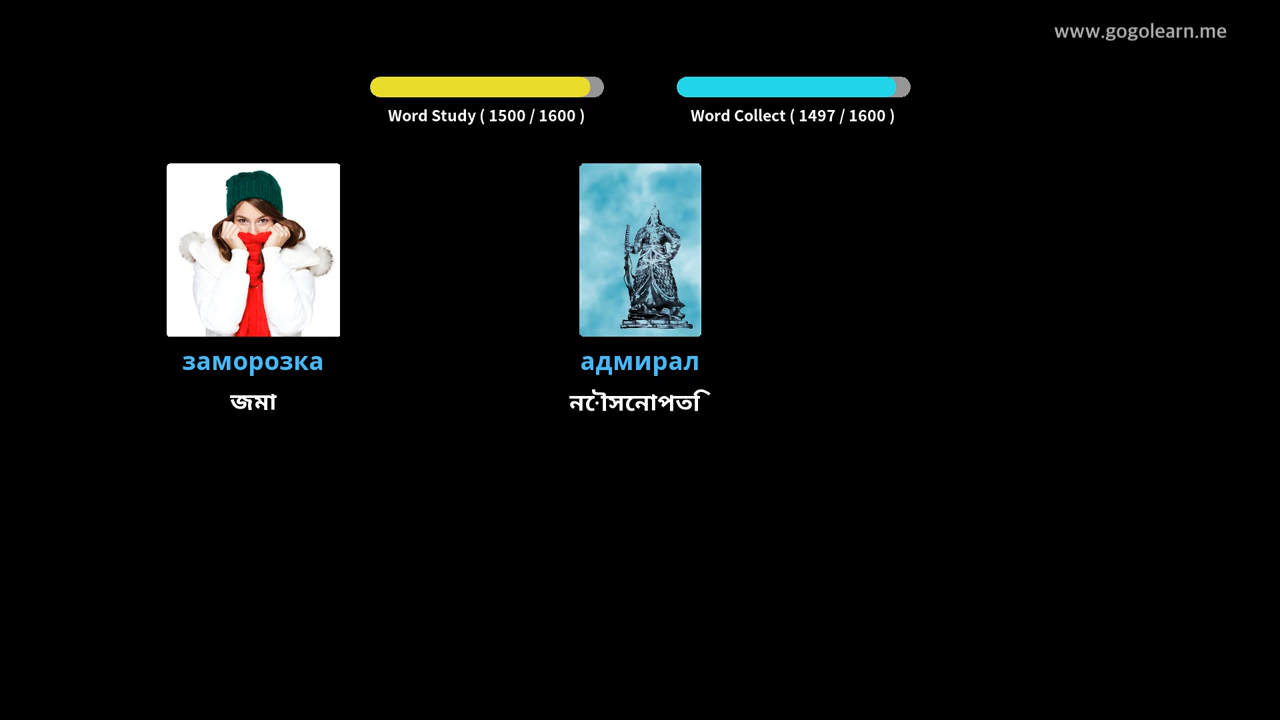 www.gogolearn.me
Word Study ( 1500 / 1600 )
Word Collect ( 1497 / 1600 )
заморозка
адмирал
জমা
নৌসেনাপতি